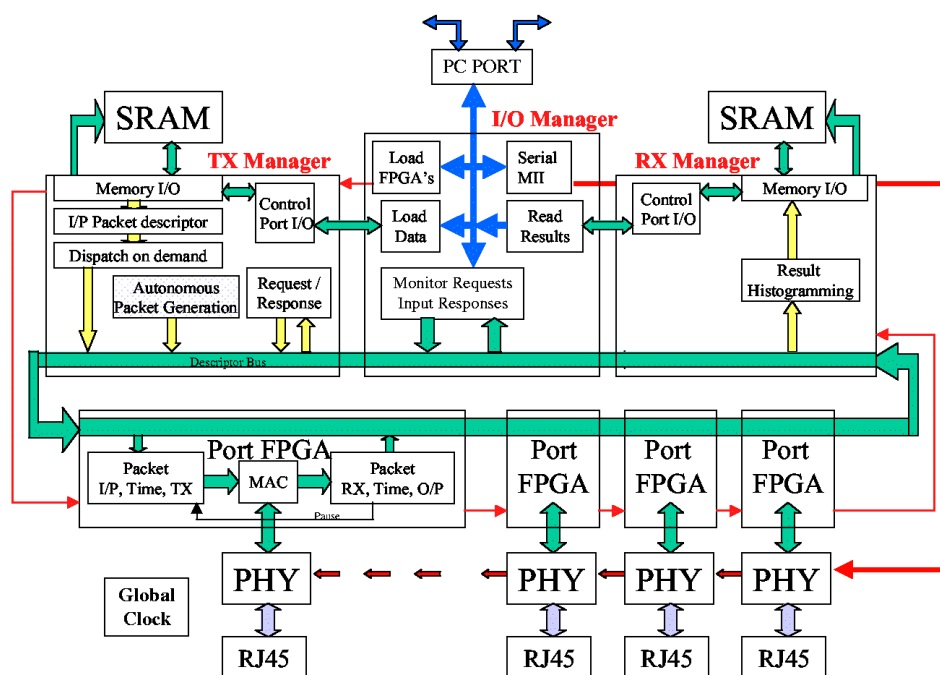 PC PORT
SRAM
I/O Manager
SRAM
TX Manager
Load
FPGA's
Serial
MII
RX Manager
Memory I/O
Control
Port I/O
Load
Data
Read
Results
Control
Port I/O
Memory I/O
I/P Packet descriptor
Dispatch on demand
Autonomous
Packet Generation
Request /
Response
Monitor Requests
Input Responses
Result
Histogramming
Descriptor Bus
Port FPGA
Packet
I/P, Time, TX
MAC
Packet
RX, Time, O/P
Pause
Port
FPGA
Port
FPGA
Port
FPGA
Global
Clock
PHY
PHY
PHY
PHY
RJ45
RJ45
RJ45
RJ45